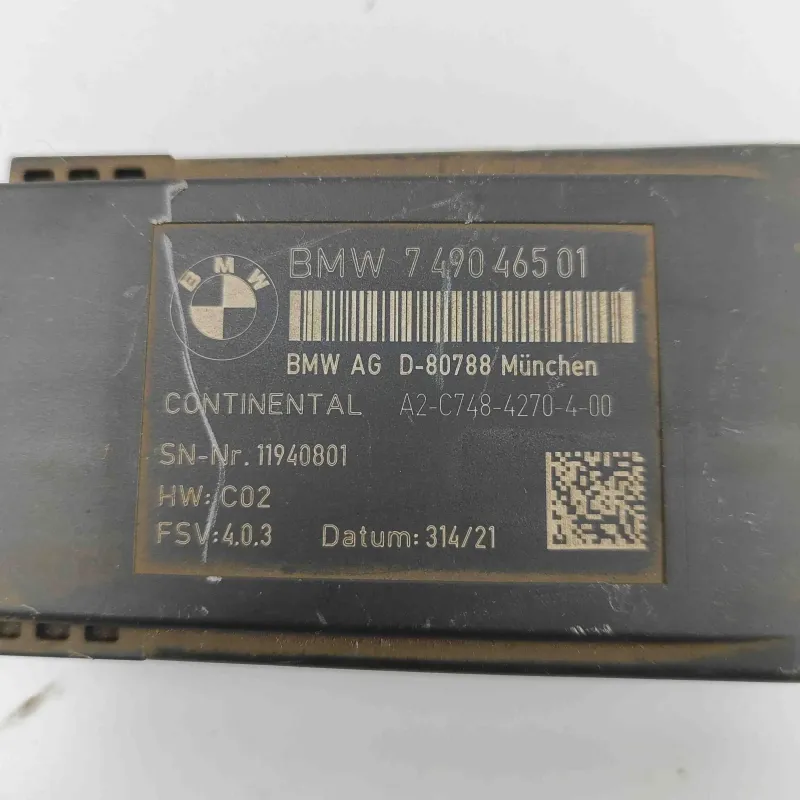 BMW
BMW 7 490 465 01
BMW AG D-80788 München
CONTINENTAL A2-C748-4270-4-00
SN-Nr. 11940801
HW: C02
FSV: 4.0.3 Datum: 314/21